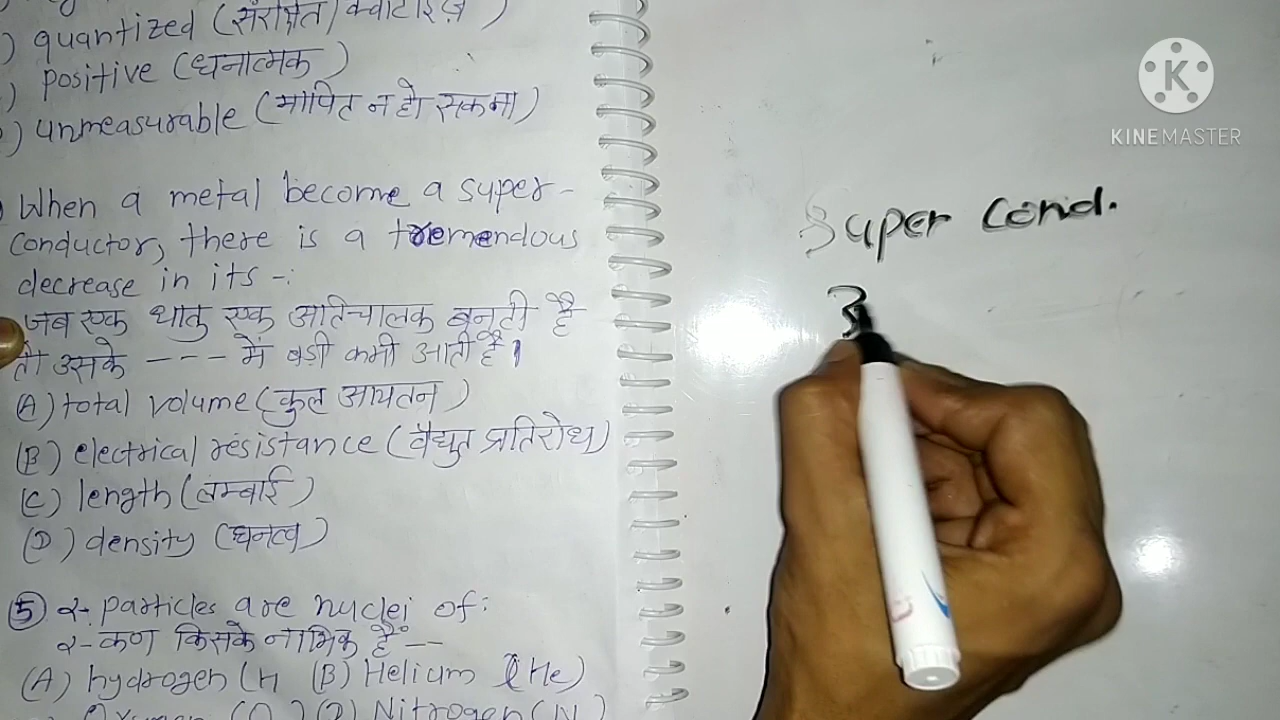 ) quantized (संरक्षित/क्वांटाइज़)
) positive (धनात्मक)
) unmeasurable (मापित न हो सकना)
When a metal become a super-
conductor, there is a tremendous
decrease in its -:
जब एक धातु एक अतिचालक बनती है
तो उसके ---- में बड़ी कमी आती है।
(A) total volume (कुल आयतन)
(B) electrical resistance (वैद्युत प्रतिरोध)
(C) length (लम्बाई)
(D) density (घनत्व)
⑤ α-particles are nuclei of:
α-कण किसके नाभिक हैं --
(A) hydrogen (H (B) Helium (He)
(D) Nitrogen (N)
K
KINEMASTER
Super Cond.